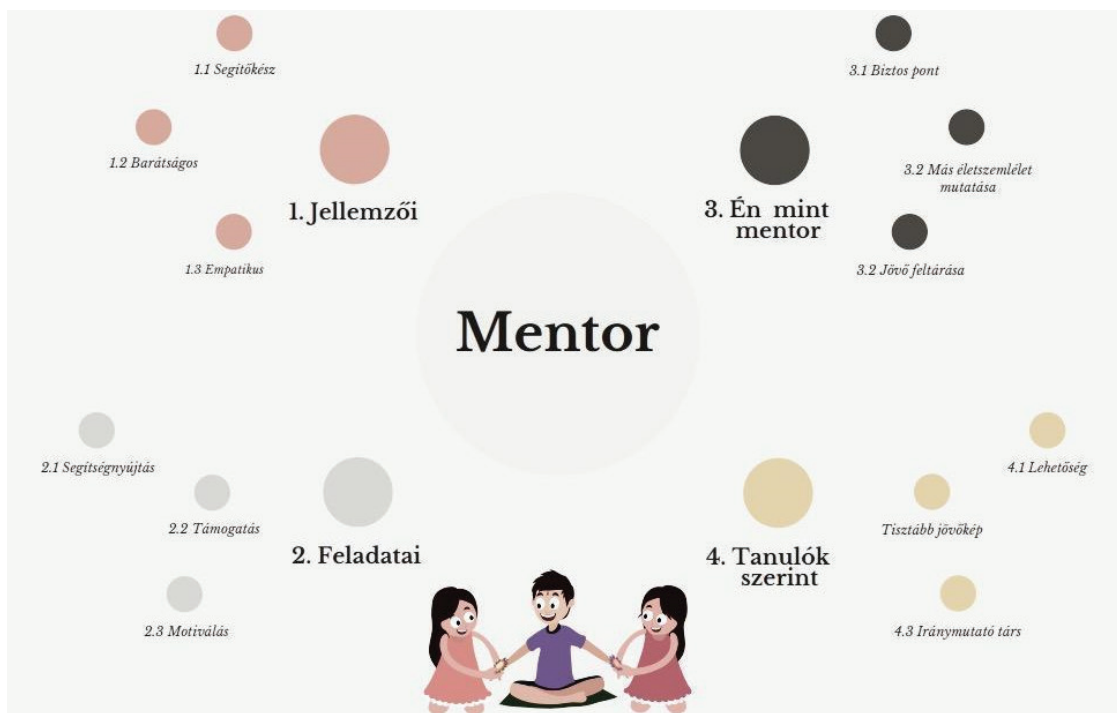 Mentor
1. Jellemzői
1.1 Segítőkész
1.2 Barátságos
1.3 Empatikus
2. Feladatai
2.1 Segítségnyújtás
2.2 Támogatás
2.3 Motiválás
3. Én mint
mentor
3.1 Biztos pont
3.2 Más életszemlélet
mutatása
3.2 Jövő feltárása
4. Tanulók
szerint
4.1 Lehetőség
Tisztább jövőkép
4.3 Iránymutató társ